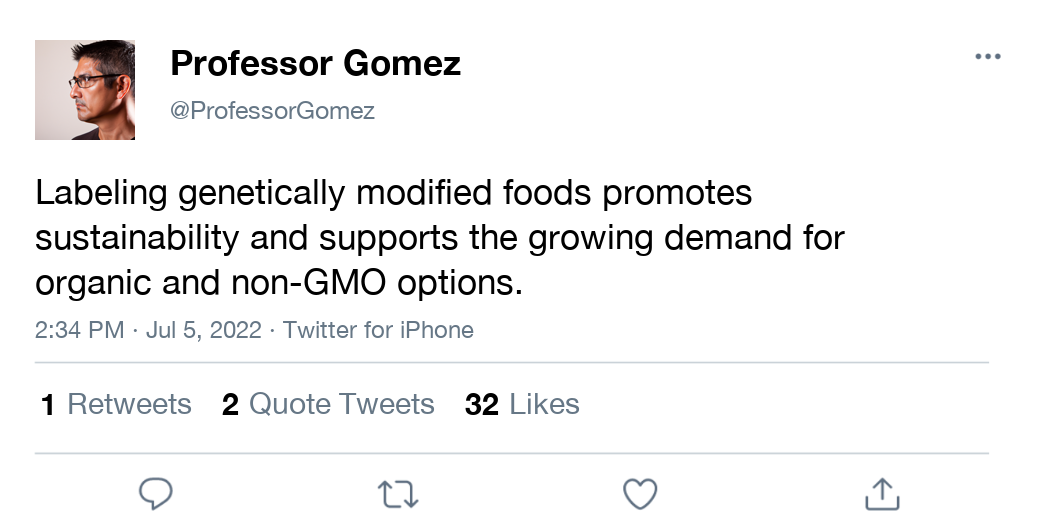 Professor Gomez
@ProfessorGomez
Labeling genetically modified foods promotes
sustainability and supports the growing demand for
organic and non-GMO options.
2:34 PM · Jul 5, 2022 · Twitter for iPhone
1 Retweets 2 Quote Tweets 32 Likes